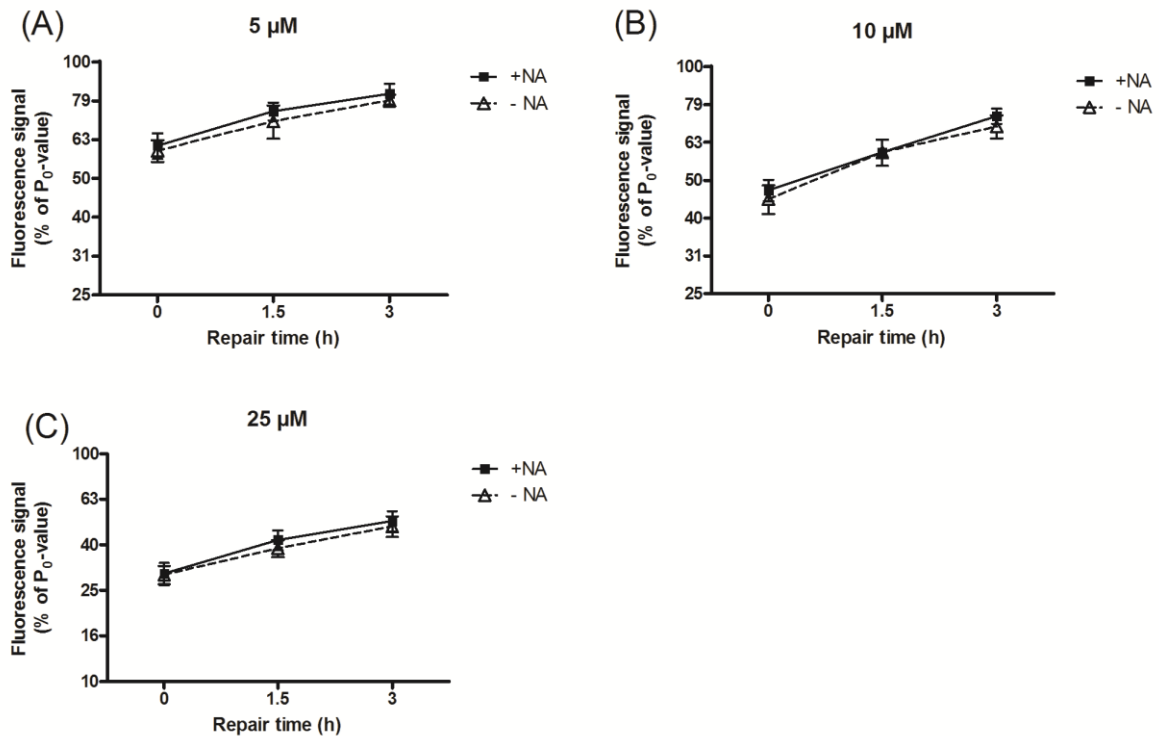 (A)
5 µM
Fluorescence signal
(% of P₀-value)
100
79
63
50
40
31
25
0 1.5 3
Repair time (h)
+NA
- NA
(B)
10 µM
Fluorescence signal
(% of P₀-value)
100
79
63
50
40
31
25
0 1.5 3
Repair time (h)
+NA
- NA
(C)
25 µM
Fluorescence signal
(% of P₀-value)
100
63
40
25
16
10
0 1.5 3
Repair time (h)
+NA
- NA